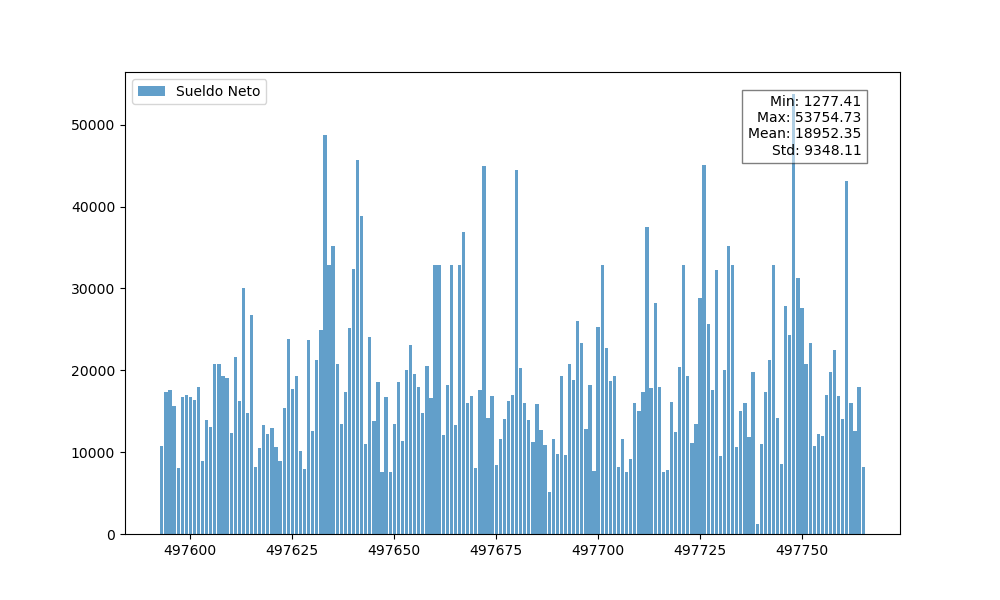 Sueldo Neto
Min: 1277.41
Max: 53754.73
Mean: 18952.35
Std: 9348.11
50000
40000
30000
20000
10000
0
497600 497625 497650 497675 497700 497725 497750